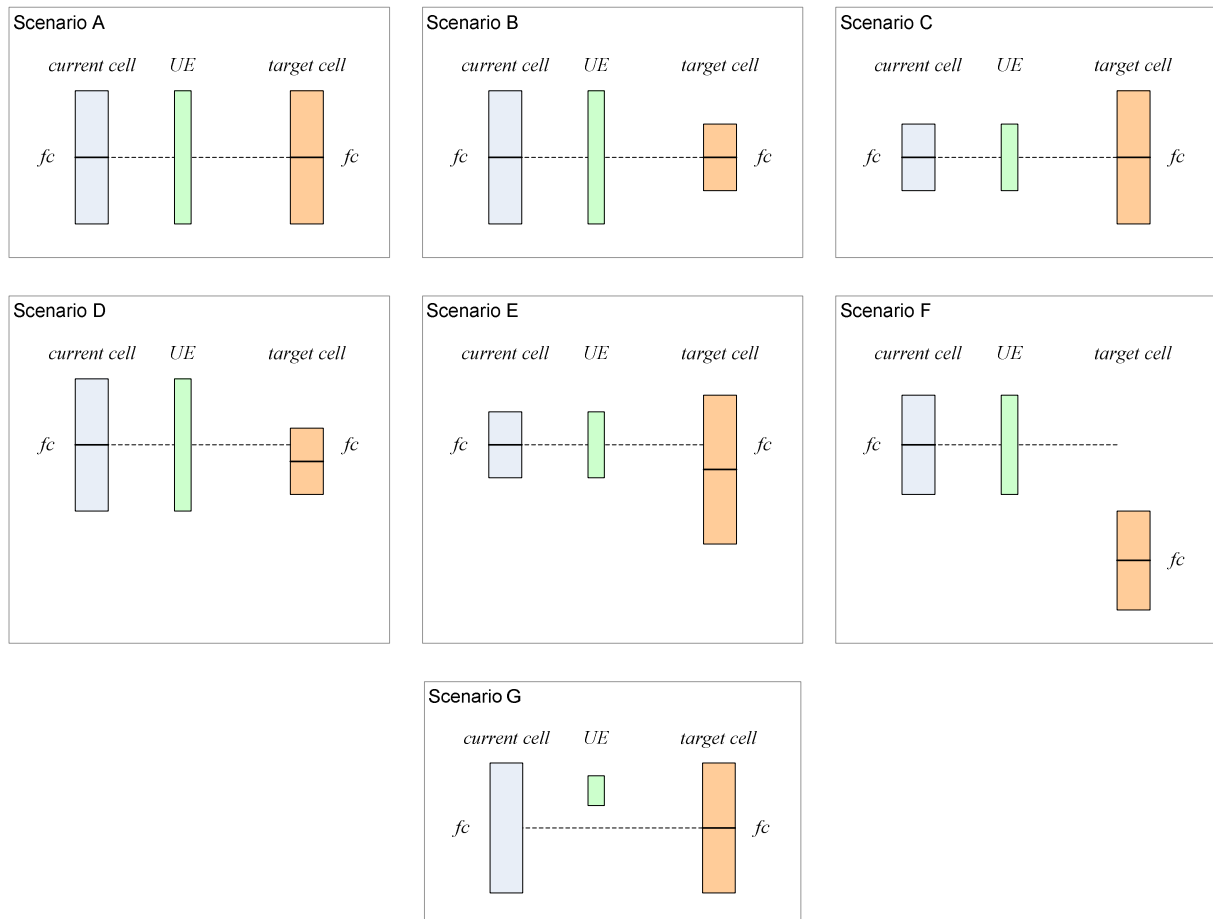 Scenario A
current cell UE target cell
fc fc
Scenario B
current cell UE target cell
fc fc
Scenario C
current cell UE target cell
fc fc
Scenario D
current cell UE target cell
fc fc
Scenario E
current cell UE target cell
fc fc
Scenario F
current cell UE target cell
fc
fc
Scenario G
current cell UE target cell
fc fc